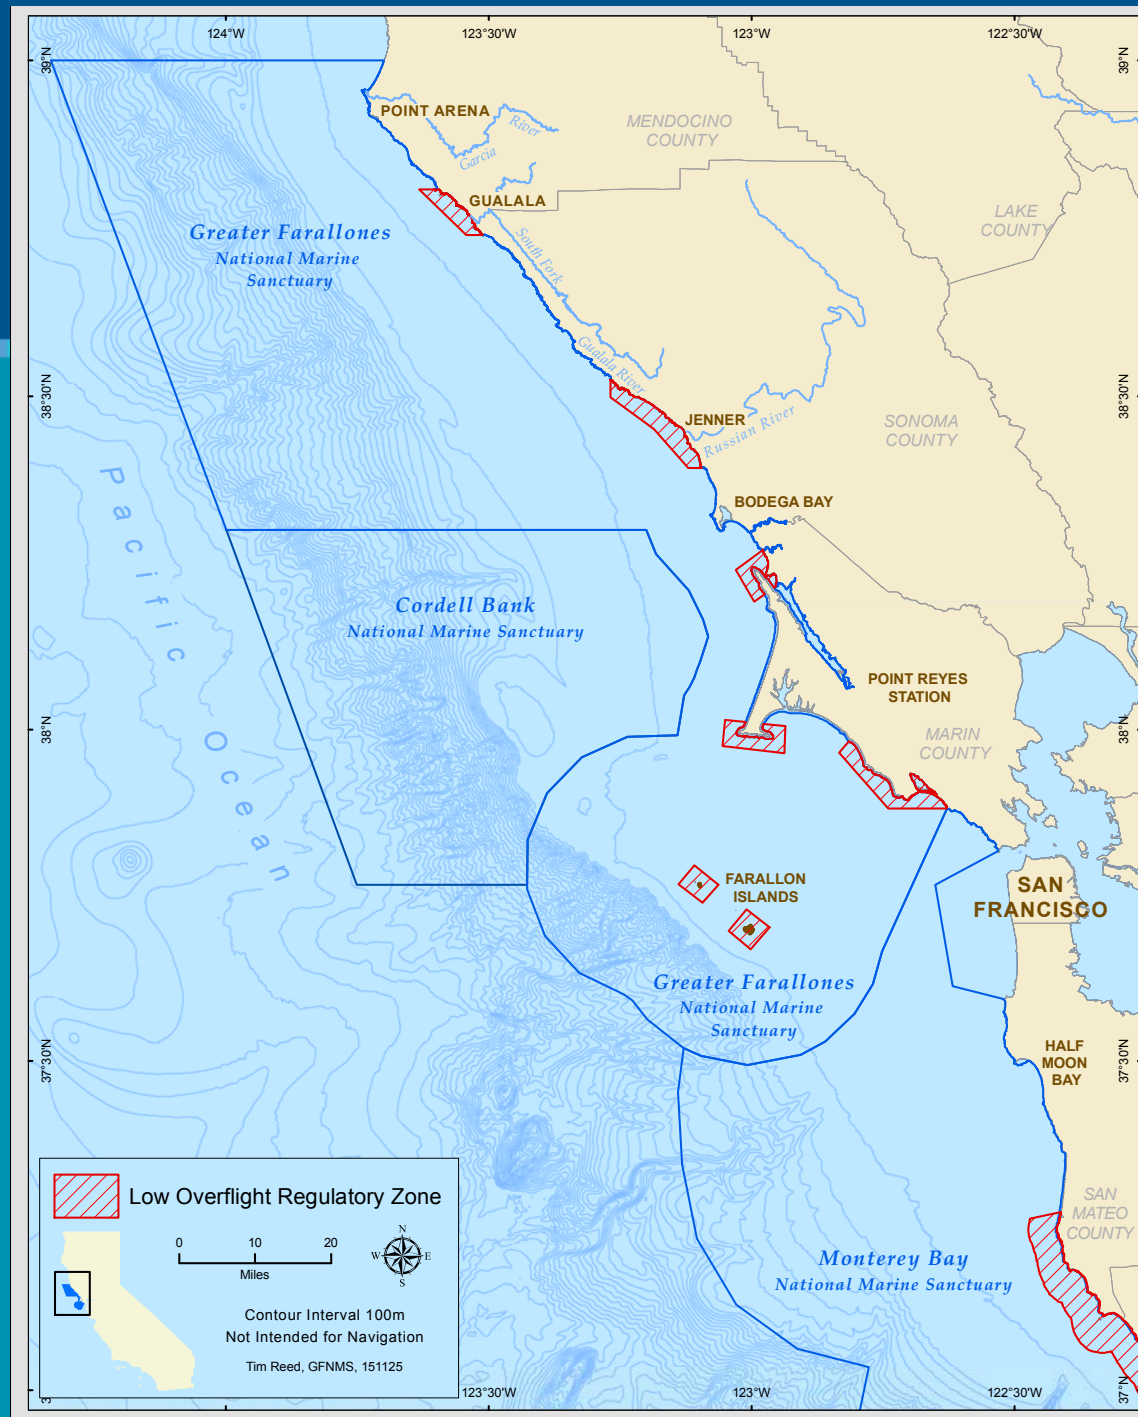 124°W
123°30'W
123°W
122°30'W
39°N
39°N
POINT ARENA
River
Garcia
MENDOCINO
COUNTY
GUALALA
LAKE
COUNTY
Greater Farallones
National Marine
Sanctuary
South Fork
Gualala River
38°30'N
38°30'N
JENNER
Russian River
SONOMA
COUNTY
Pacific Ocean
BODEGA BAY
Cordell Bank
National Marine Sanctuary
POINT REYES
STATION
38°N
38°N
MARIN
COUNTY
FARALLON
ISLANDS
SAN
FRANCISCO
Greater Farallones
National Marine
Sanctuary
37°30'N
37°30'N
HALF
MOON
BAY
SAN
MATEO
COUNTY
Monterey Bay
National Marine Sanctuary
Low Overflight Regulatory Zone
0 10 20
Miles
N
W E
S
Contour Interval 100m
Not Intended for Navigation
Tim Reed, GFNMS, 151125
37°N
123°30'W
123°W
122°30'W